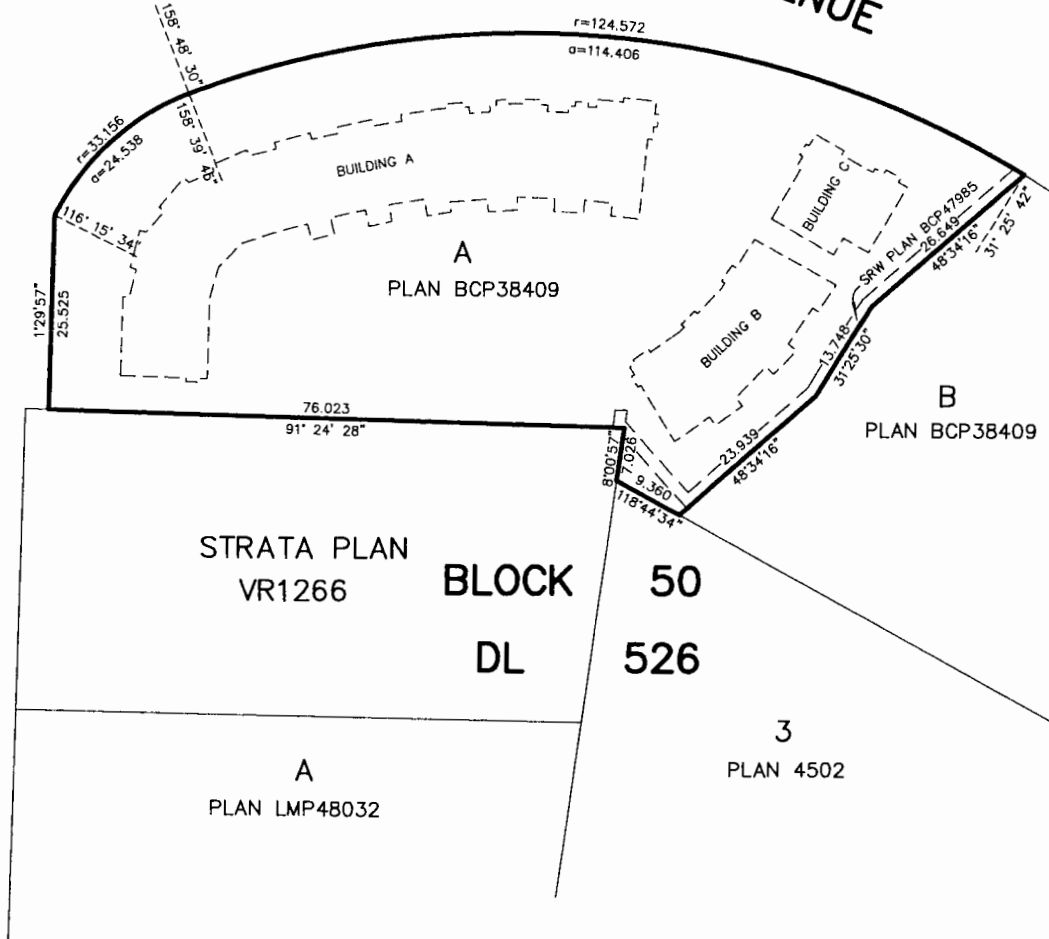 r=124.572
a=114.406
158° 48' 30"
158° 39' 46"
r=33.156
a=24.538
116° 15' 34"
1°29'57"
25.525
BUILDING A
BUILDING C
BUILDING B
A
PLAN BCP38409
SRW PLAN BCP47985
26.649
48°34'16"
31° 25' 42"
13.748
31°25'30"
B
PLAN BCP38409
76.023
91° 24' 28"
8°00'57"
7.026
9.360
118°44'34"
23.939
48°34'16"
STRATA PLAN
VR1266
BLOCK 50
DL 526
A
PLAN LMP48032
3
PLAN 4502